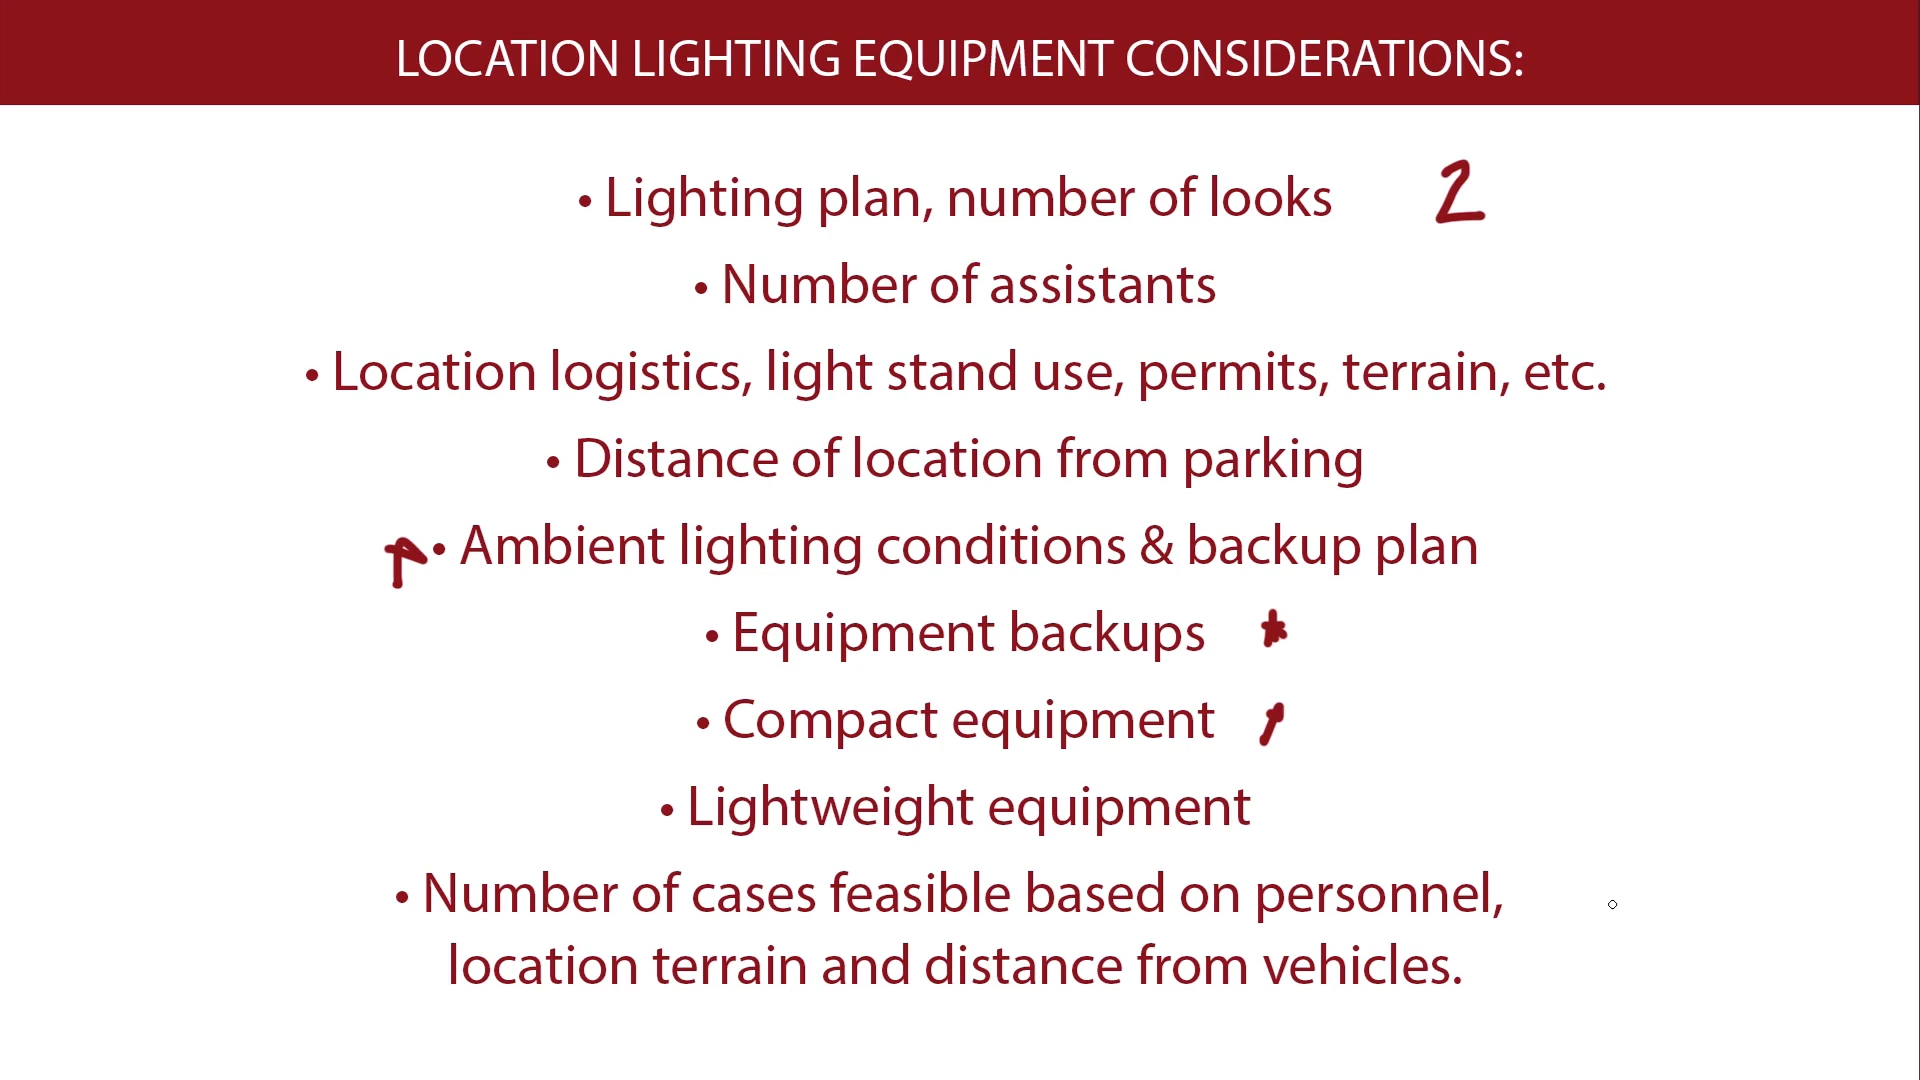 LOCATION LIGHTING EQUIPMENT CONSIDERATIONS:
• Lighting plan, number of looks 2
• Number of assistants
• Location logistics, light stand use, permits, terrain, etc.
• Distance of location from parking
• Ambient lighting conditions & backup plan
• Equipment backups
• Compact equipment
• Lightweight equipment
• Number of cases feasible based on personnel,
location terrain and distance from vehicles.